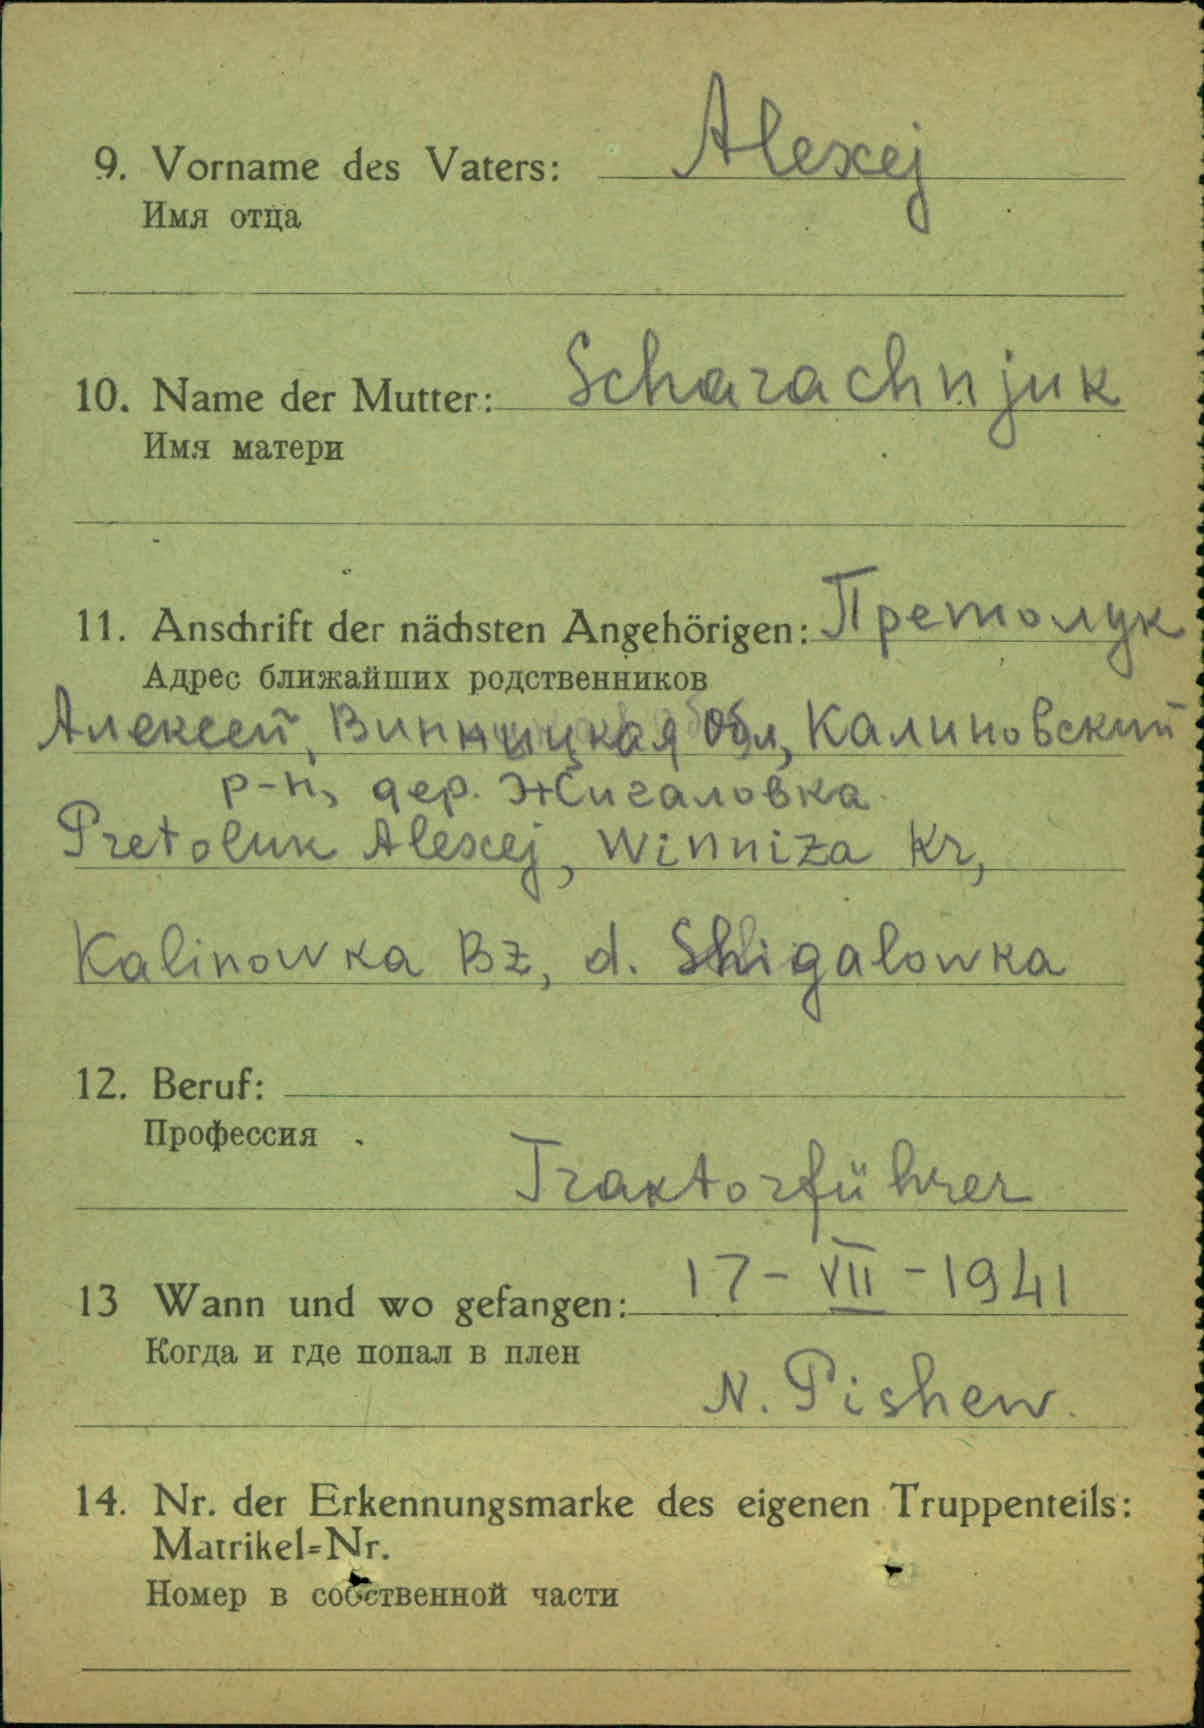 9. Vorname des Vaters: Alexej
Имя отца
10. Name der Mutter: Scharachnjuk
Имя матери
11. Anschrift der nächsten Angehörigen: Претолук
Адрес ближайших родственников
Алексей, Винницкая обл, Калиновский
р-н, дер. Жигаловка
Pretoluk Alexej, Winniza Kr,
Kalinowka Bz, d. Shigalowka
12. Beruf:
Профессия
Traktorführer
13 Wann und wo gefangen: 17-VII-1941
Когда и где попал в плен
N. Pishew.
14. Nr. der Erkennungsmarke des eigenen Truppenteils:
Matrikel=Nr.
Номер в собственной части